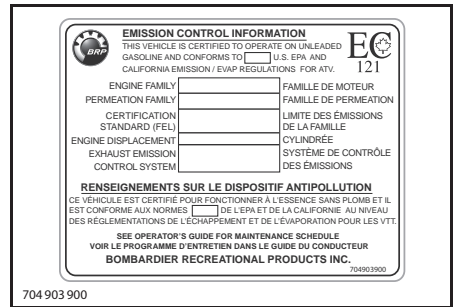 EMISSION CONTROL INFORMATION
THIS VEHICLE IS CERTIFIED TO OPERATE ON UNLEADED
GASOLINE AND CONFORMS TO U.S. EPA AND
CALIFORNIA EMISSION / EVAP REGULATIONS FOR ATV.
BRP
EC
121
ENGINE FAMILY FAMILLE DE MOTEUR
PERMEATION FAMILY FAMILLE DE PERMEATION
CERTIFICATION LIMITE DES ÉMISSIONS
STANDARD (FEL) DE LA FAMILLE
ENGINE DISPLACEMENT CYLINDRÉE
EXHAUST EMISSION SYSTÈME DE CONTRÔLE
CONTROL SYSTEM DES ÉMISSIONS
RENSEIGNEMENTS SUR LE DISPOSITIF ANTIPOLLUTION
CE VÉHICULE EST CERTIFIÉ POUR FONCTIONNER À L'ESSENCE SANS PLOMB ET IL
EST CONFORME AUX NORMES DE L'EPA ET DE LA CALIFORNIE AU NIVEAU
DES RÉGLEMENTATIONS DE L'ÉCHAPPEMENT ET DE L'ÉVAPORATION POUR LES VTT.
SEE OPERATOR'S GUIDE FOR MAINTENANCE SCHEDULE
VOIR LE PROGRAMME D'ENTRETIEN DANS LE GUIDE DU CONDUCTEUR
BOMBARDIER RECREATIONAL PRODUCTS INC.
704903900
704 903 900